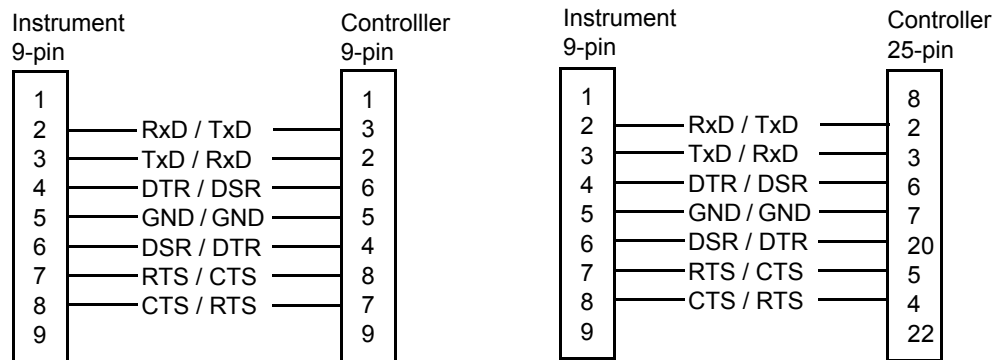 Instrument
9-pin
Controlller
9-pin
1 1
2 RxD / TxD 3
3 TxD / RxD 2
4 DTR / DSR 6
5 GND / GND 5
6 DSR / DTR 4
7 RTS / CTS 8
8 CTS / RTS 7
9 9
Instrument
9-pin
Controller
25-pin
1 8
2 RxD / TxD 2
3 TxD / RxD 3
4 DTR / DSR 6
5 GND / GND 7
6 DSR / DTR 20
7 RTS / CTS 5
8 CTS / RTS 4
9 22